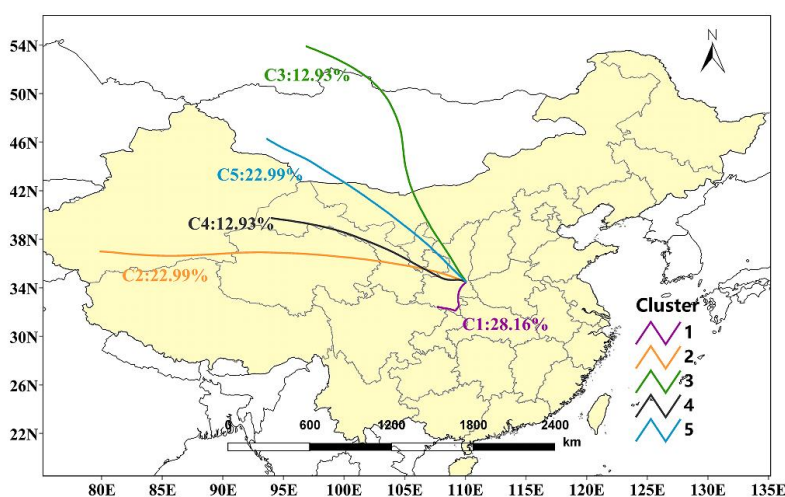 N
54N
50N
46N
42N
38N
34N
30N
26N
22N
C3:12.93%
C5:22.99%
C4:12.93%
C2:22.99%
C1:28.16%
Cluster
1
2
3
4
5
0 600 1200 1800 2400
km
80E 85E 90E 95E 100E 105E 110E 115E 120E 125E 130E 135E